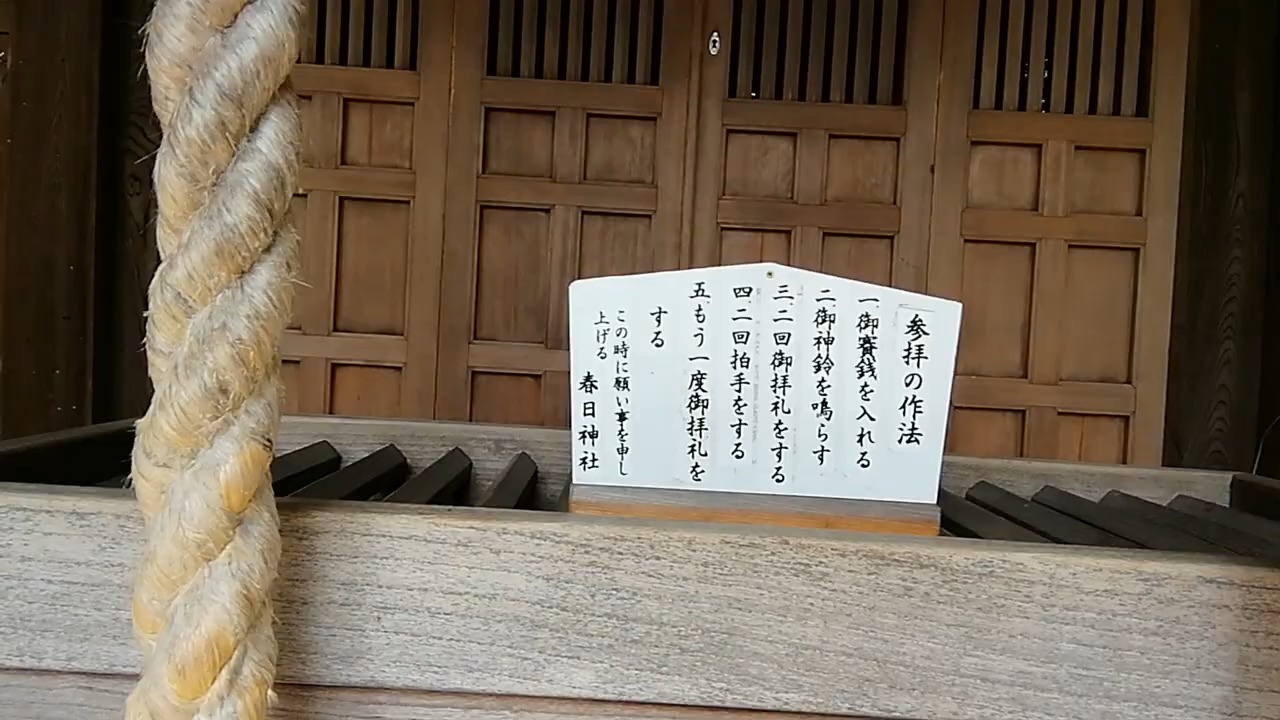 参拝の作法
一、御賽銭を入れる
二、御神鈴を鳴らす
三、二回御拝礼をする
四、二回拍手をする
五、もう一度御拝礼を
する
この時に願い事を申し
上げる
春日神社